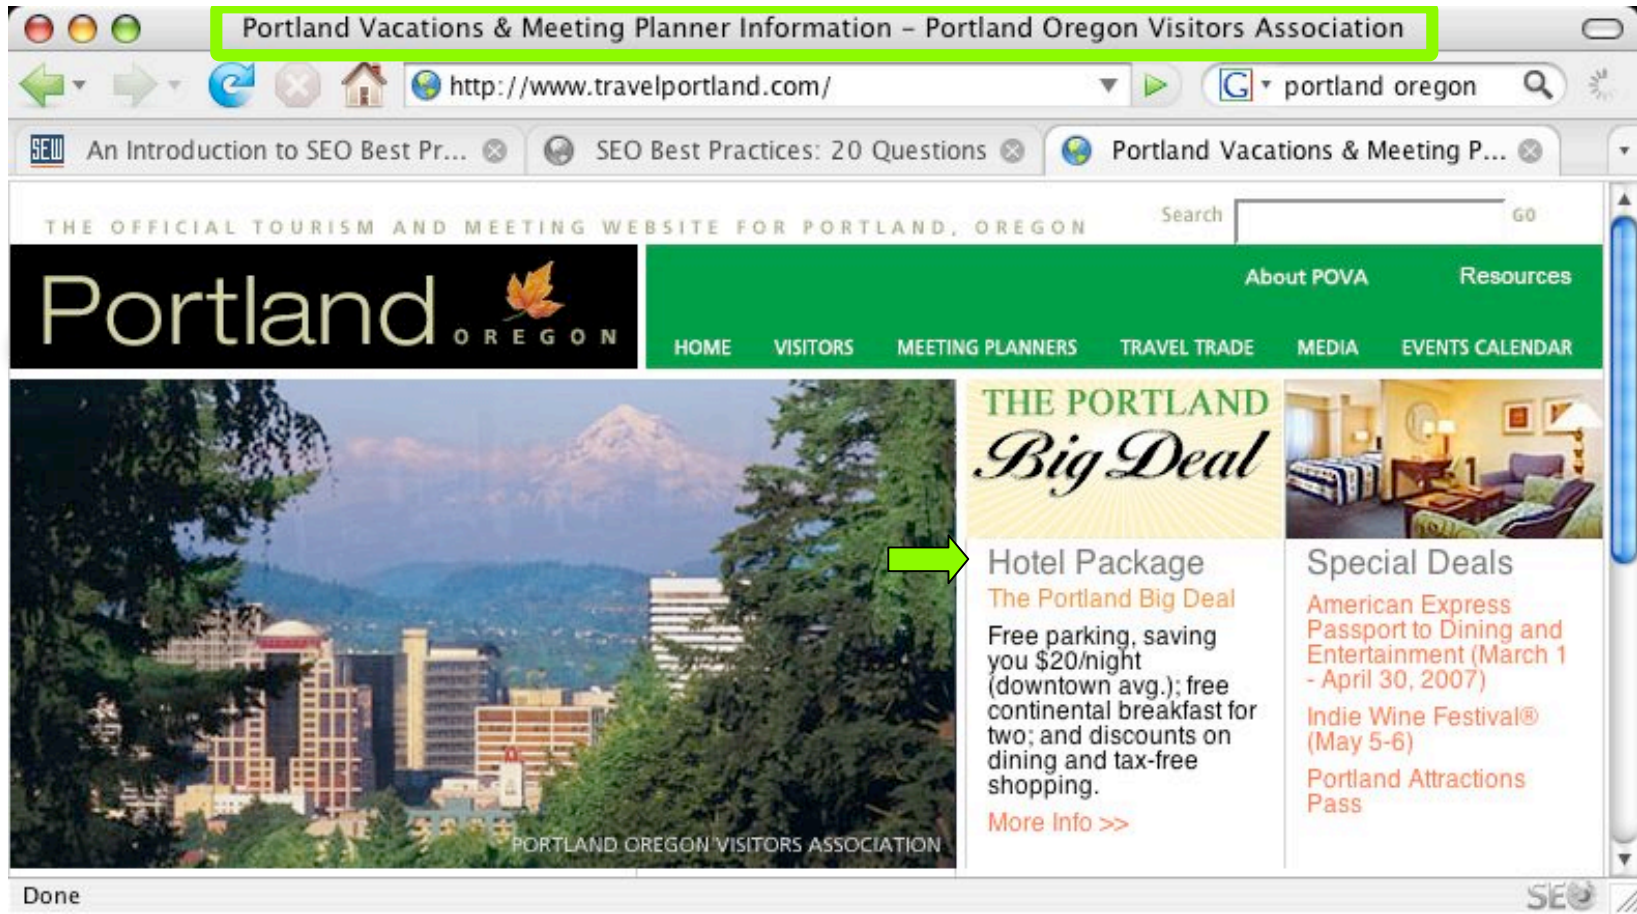 Portland Vacations & Meeting Planner Information – Portland Oregon Visitors Association
http://www.travelportland.com/
G portland oregon
SEW An Introduction to SEO Best Pr...
SEO Best Practices: 20 Questions
Portland Vacations & Meeting P...
THE OFFICIAL TOURISM AND MEETING WEBSITE FOR PORTLAND, OREGON
Search GO
Portland OREGON
About POVA Resources
HOME VISITORS MEETING PLANNERS TRAVEL TRADE MEDIA EVENTS CALENDAR
PORTLAND OREGON VISITORS ASSOCIATION
THE PORTLAND
Big Deal
Hotel Package
The Portland Big Deal
Free parking, saving
you $20/night
(downtown avg.); free
continental breakfast for
two; and discounts on
dining and tax-free
shopping.
More Info >>
Special Deals
American Express
Passport to Dining and
Entertainment (March 1
- April 30, 2007)
Indie Wine Festival®
(May 5-6)
Portland Attractions
Pass
Done
SEO